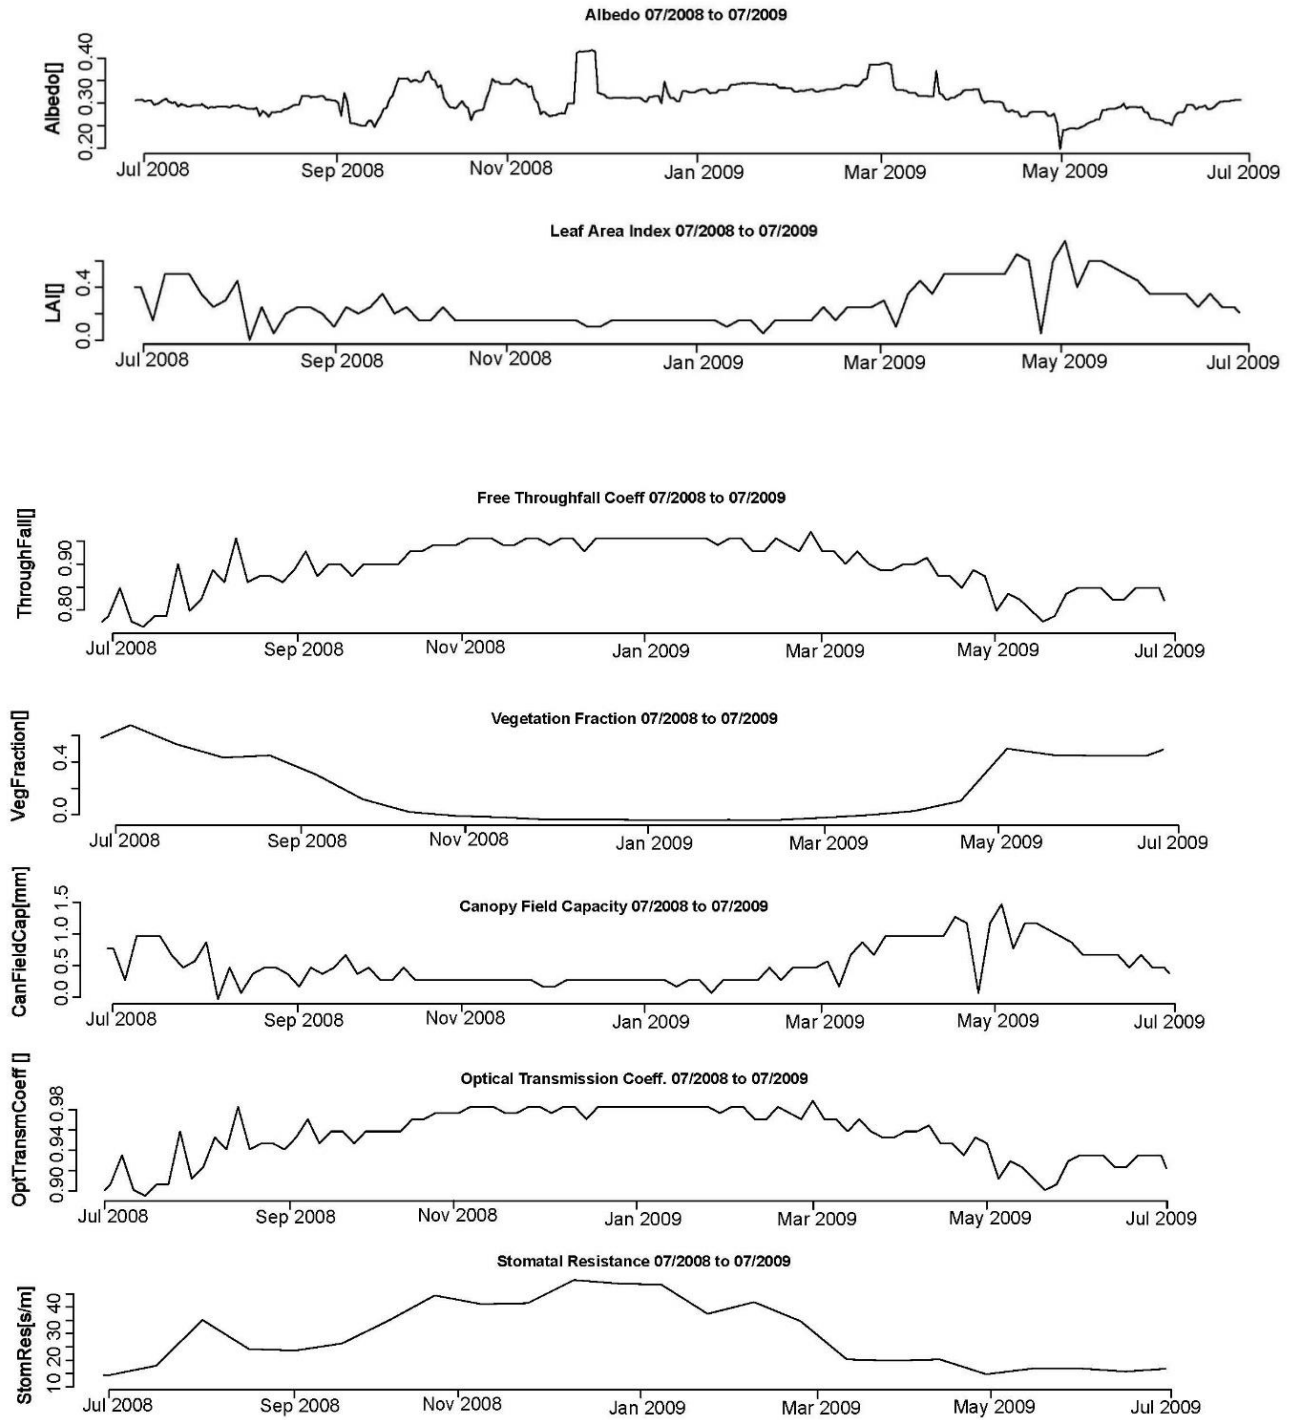 Albedo 07/2008 to 07/2009
Albedo[]
0.20 0.30 0.40
Jul 2008 Sep 2008 Nov 2008 Jan 2009 Mar 2009 May 2009 Jul 2009
Leaf Area Index 07/2008 to 07/2009
LAI[]
0.0 0.4
Jul 2008 Sep 2008 Nov 2008 Jan 2009 Mar 2009 May 2009 Jul 2009
Free Throughfall Coeff 07/2008 to 07/2009
ThroughFall[]
0.80 0.90
Jul 2008 Sep 2008 Nov 2008 Jan 2009 Mar 2009 May 2009 Jul 2009
Vegetation Fraction 07/2008 to 07/2009
VegFraction[]
0.0 0.4
Jul 2008 Sep 2008 Nov 2008 Jan 2009 Mar 2009 May 2009 Jul 2009
Canopy Field Capacity 07/2008 to 07/2009
CanFieldCap[mm]
0.0 0.5 1.0 1.5
Jul 2008 Sep 2008 Nov 2008 Jan 2009 Mar 2009 May 2009 Jul 2009
Optical Transmission Coeff. 07/2008 to 07/2009
OptTransmCoeff []
0.90 0.94 0.98
Jul 2008 Sep 2008 Nov 2008 Jan 2009 Mar 2009 May 2009 Jul 2009
Stomatal Resistance 07/2008 to 07/2009
StomRes[s/m]
10 20 30 40
Jul 2008 Sep 2008 Nov 2008 Jan 2009 Mar 2009 May 2009 Jul 2009